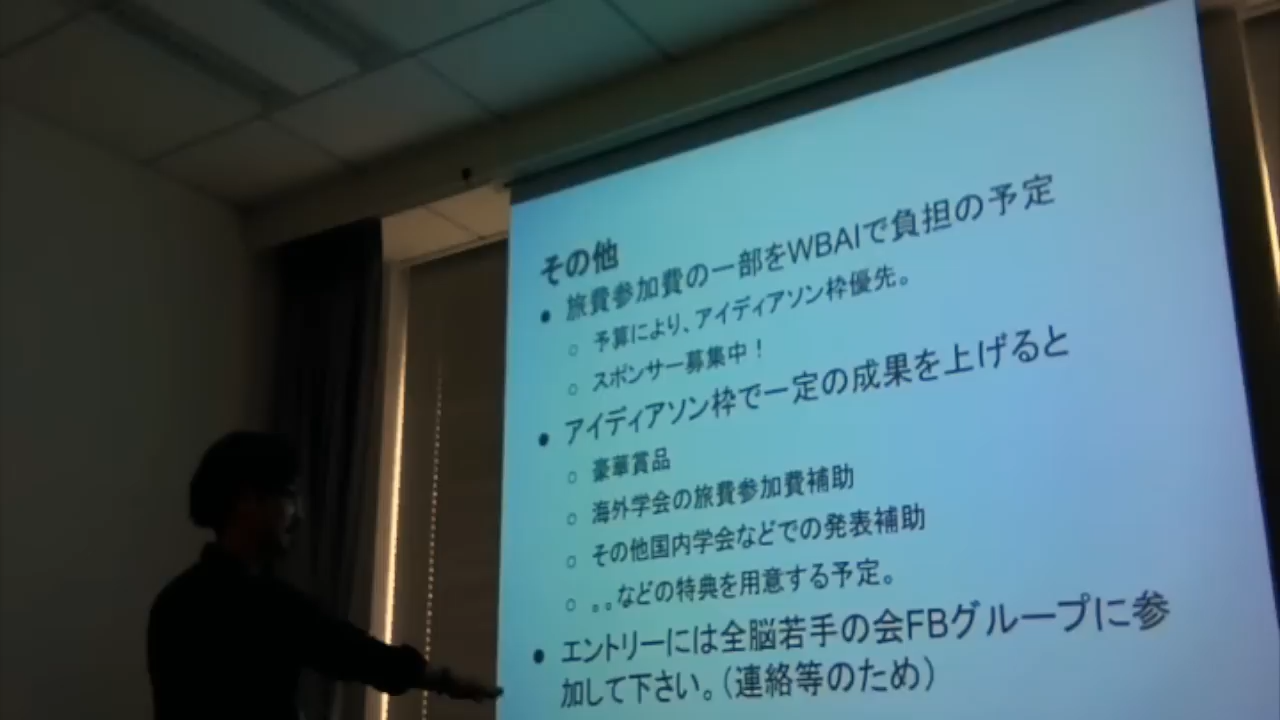 その他
● 旅費参加費の一部をWBAIで負担の予定
○ 予算により、アイディアソン枠優先。
○ スポンサー募集中！
● アイディアソン枠で一定の成果を上げると
○ 豪華賞品
○ 海外学会の旅費参加費補助
○ その他国内学会などでの発表補助
○ 。。などの特典を用意する予定。
● エントリーには全脳若手の会FBグループに参
加して下さい。（連絡等のため）